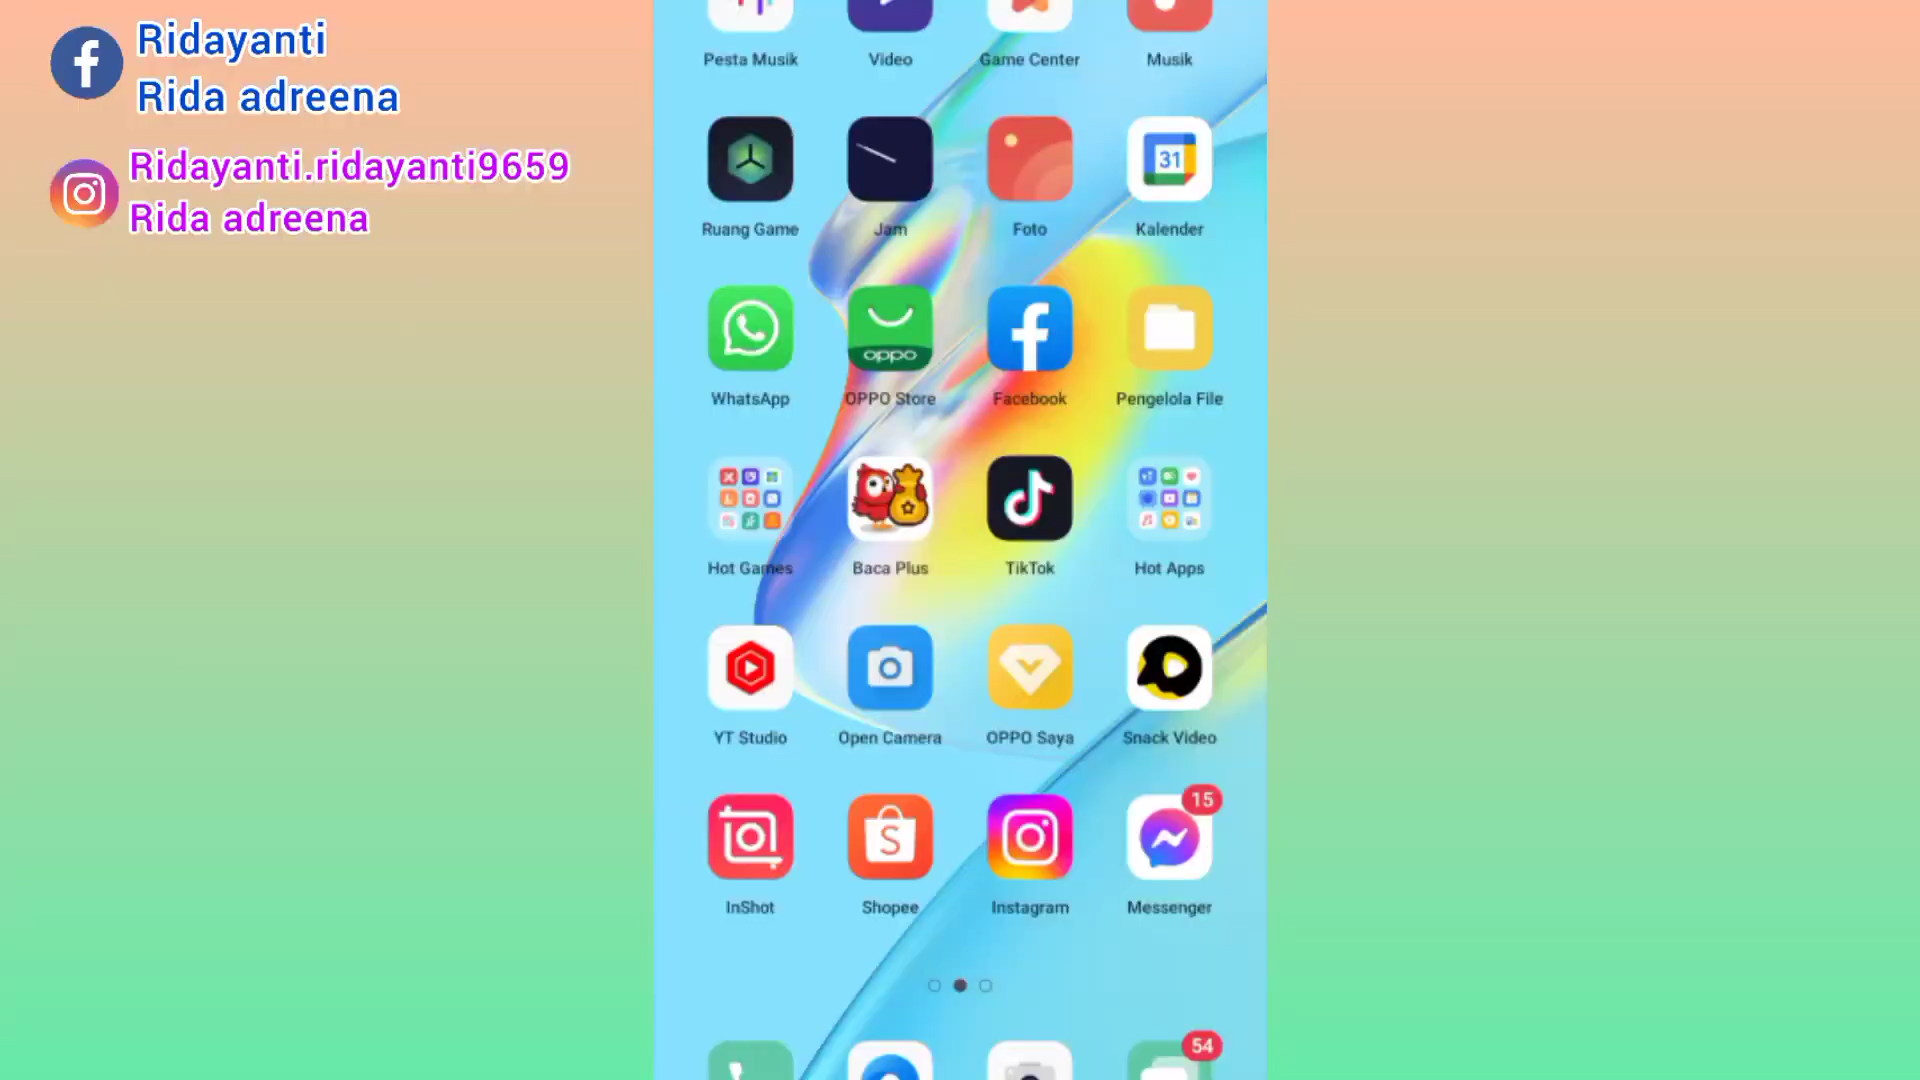 Ridayanti
Rida adreena
Ridayanti.ridayanti9659
Rida adreena
Pesta Musik
Video
Game Center
Musik
31
Ruang Game
Jam
Foto
Kalender
oppo
WhatsApp
OPPO Store
Facebook
Pengelola File
Hot Games
Baca Plus
TikTok
Hot Apps
YT Studio
Open Camera
OPPO Saya
Snack Video
15
InShot
Shopee
Instagram
Messenger
54